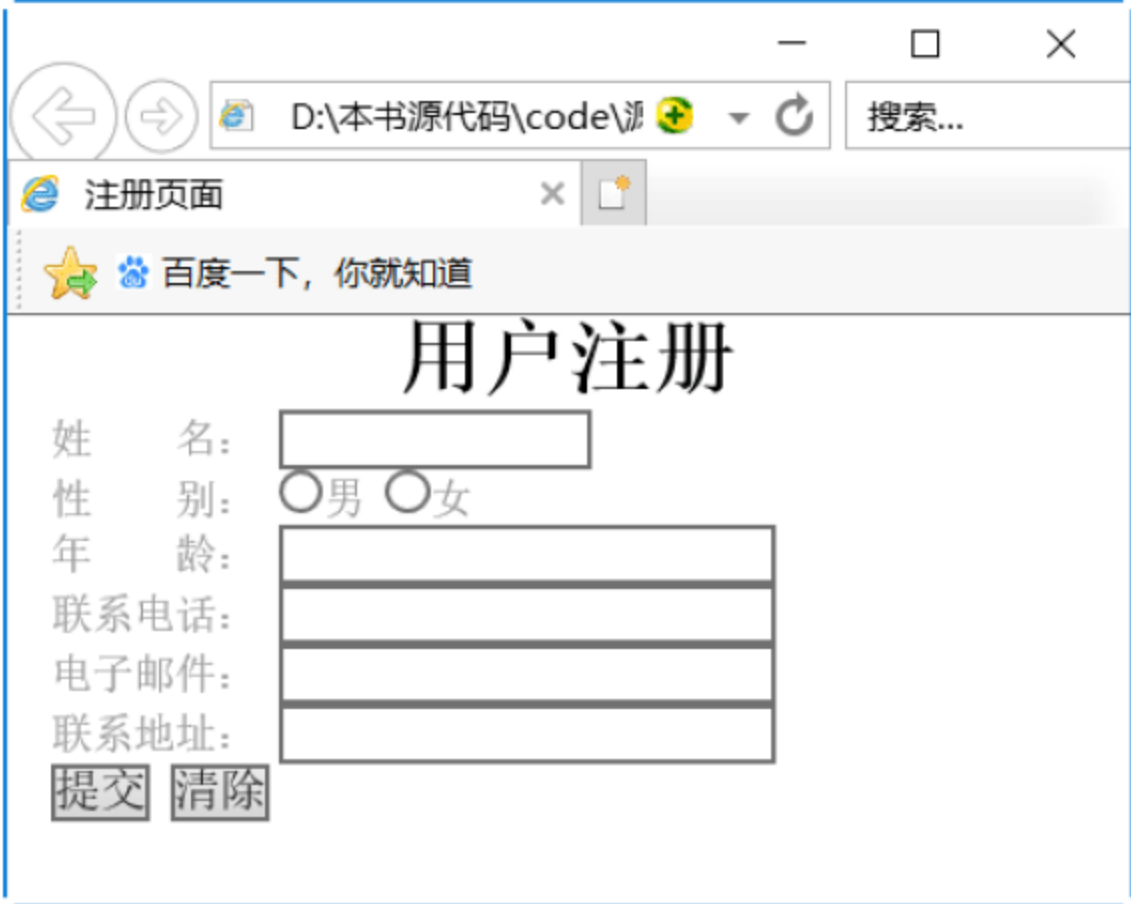 D:\本书源代码\code\源
搜索...
注册页面
百度一下，你就知道
用户注册
姓 名：
性 别： 男 女
年 龄：
联系电话：
电子邮件：
联系地址：
提交 清除